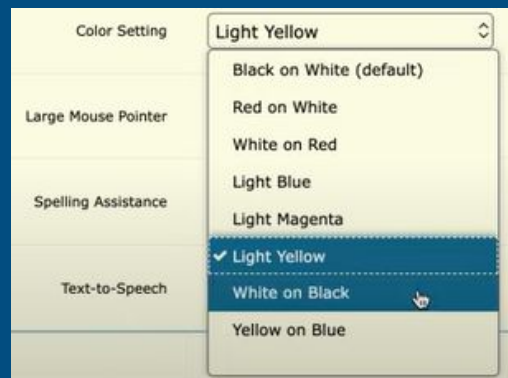 Color Setting
Light Yellow
Black on White (default)
Red on White
Large Mouse Pointer
White on Red
Light Blue
Spelling Assistance
Light Magenta
✓ Light Yellow
Text-to-Speech
White on Black
Yellow on Blue